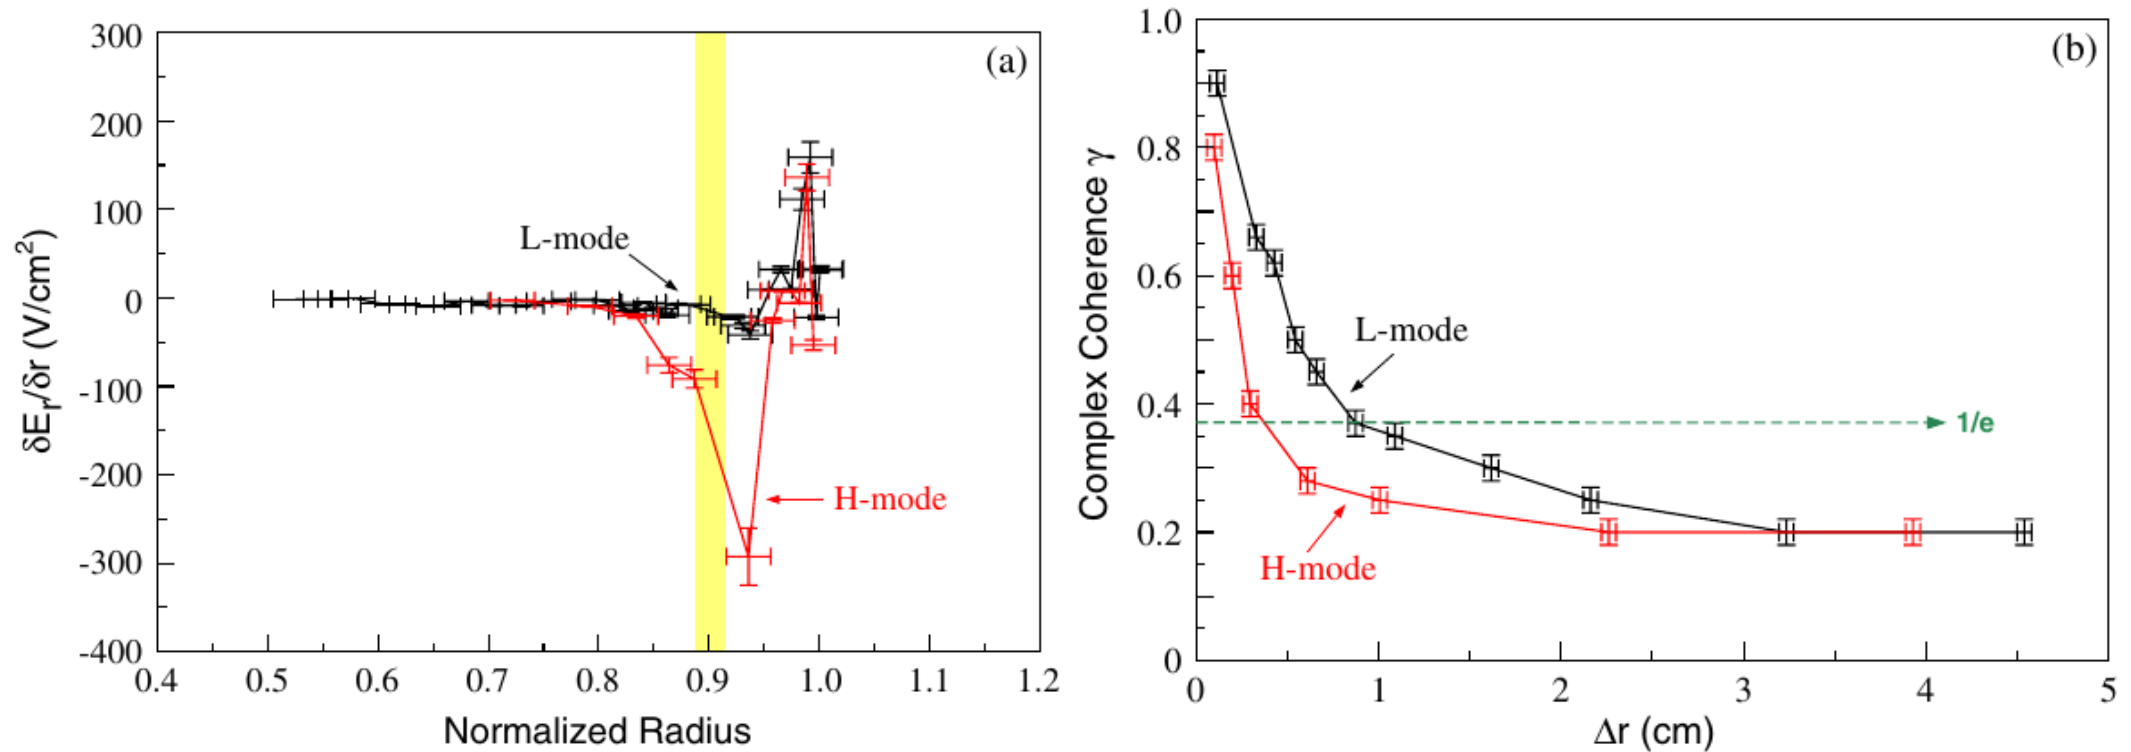 (a)
300
200
100
0
-100
-200
-300
-400
δEr/δr (V/cm²)
L-mode
H-mode
0.4 0.5 0.6 0.7 0.8 0.9 1.0 1.1 1.2
Normalized Radius
(b)
1.0
0.8
0.6
0.4
0.2
0
Complex Coherence γ
L-mode
1/e
H-mode
0 1 2 3 4 5
Δr (cm)